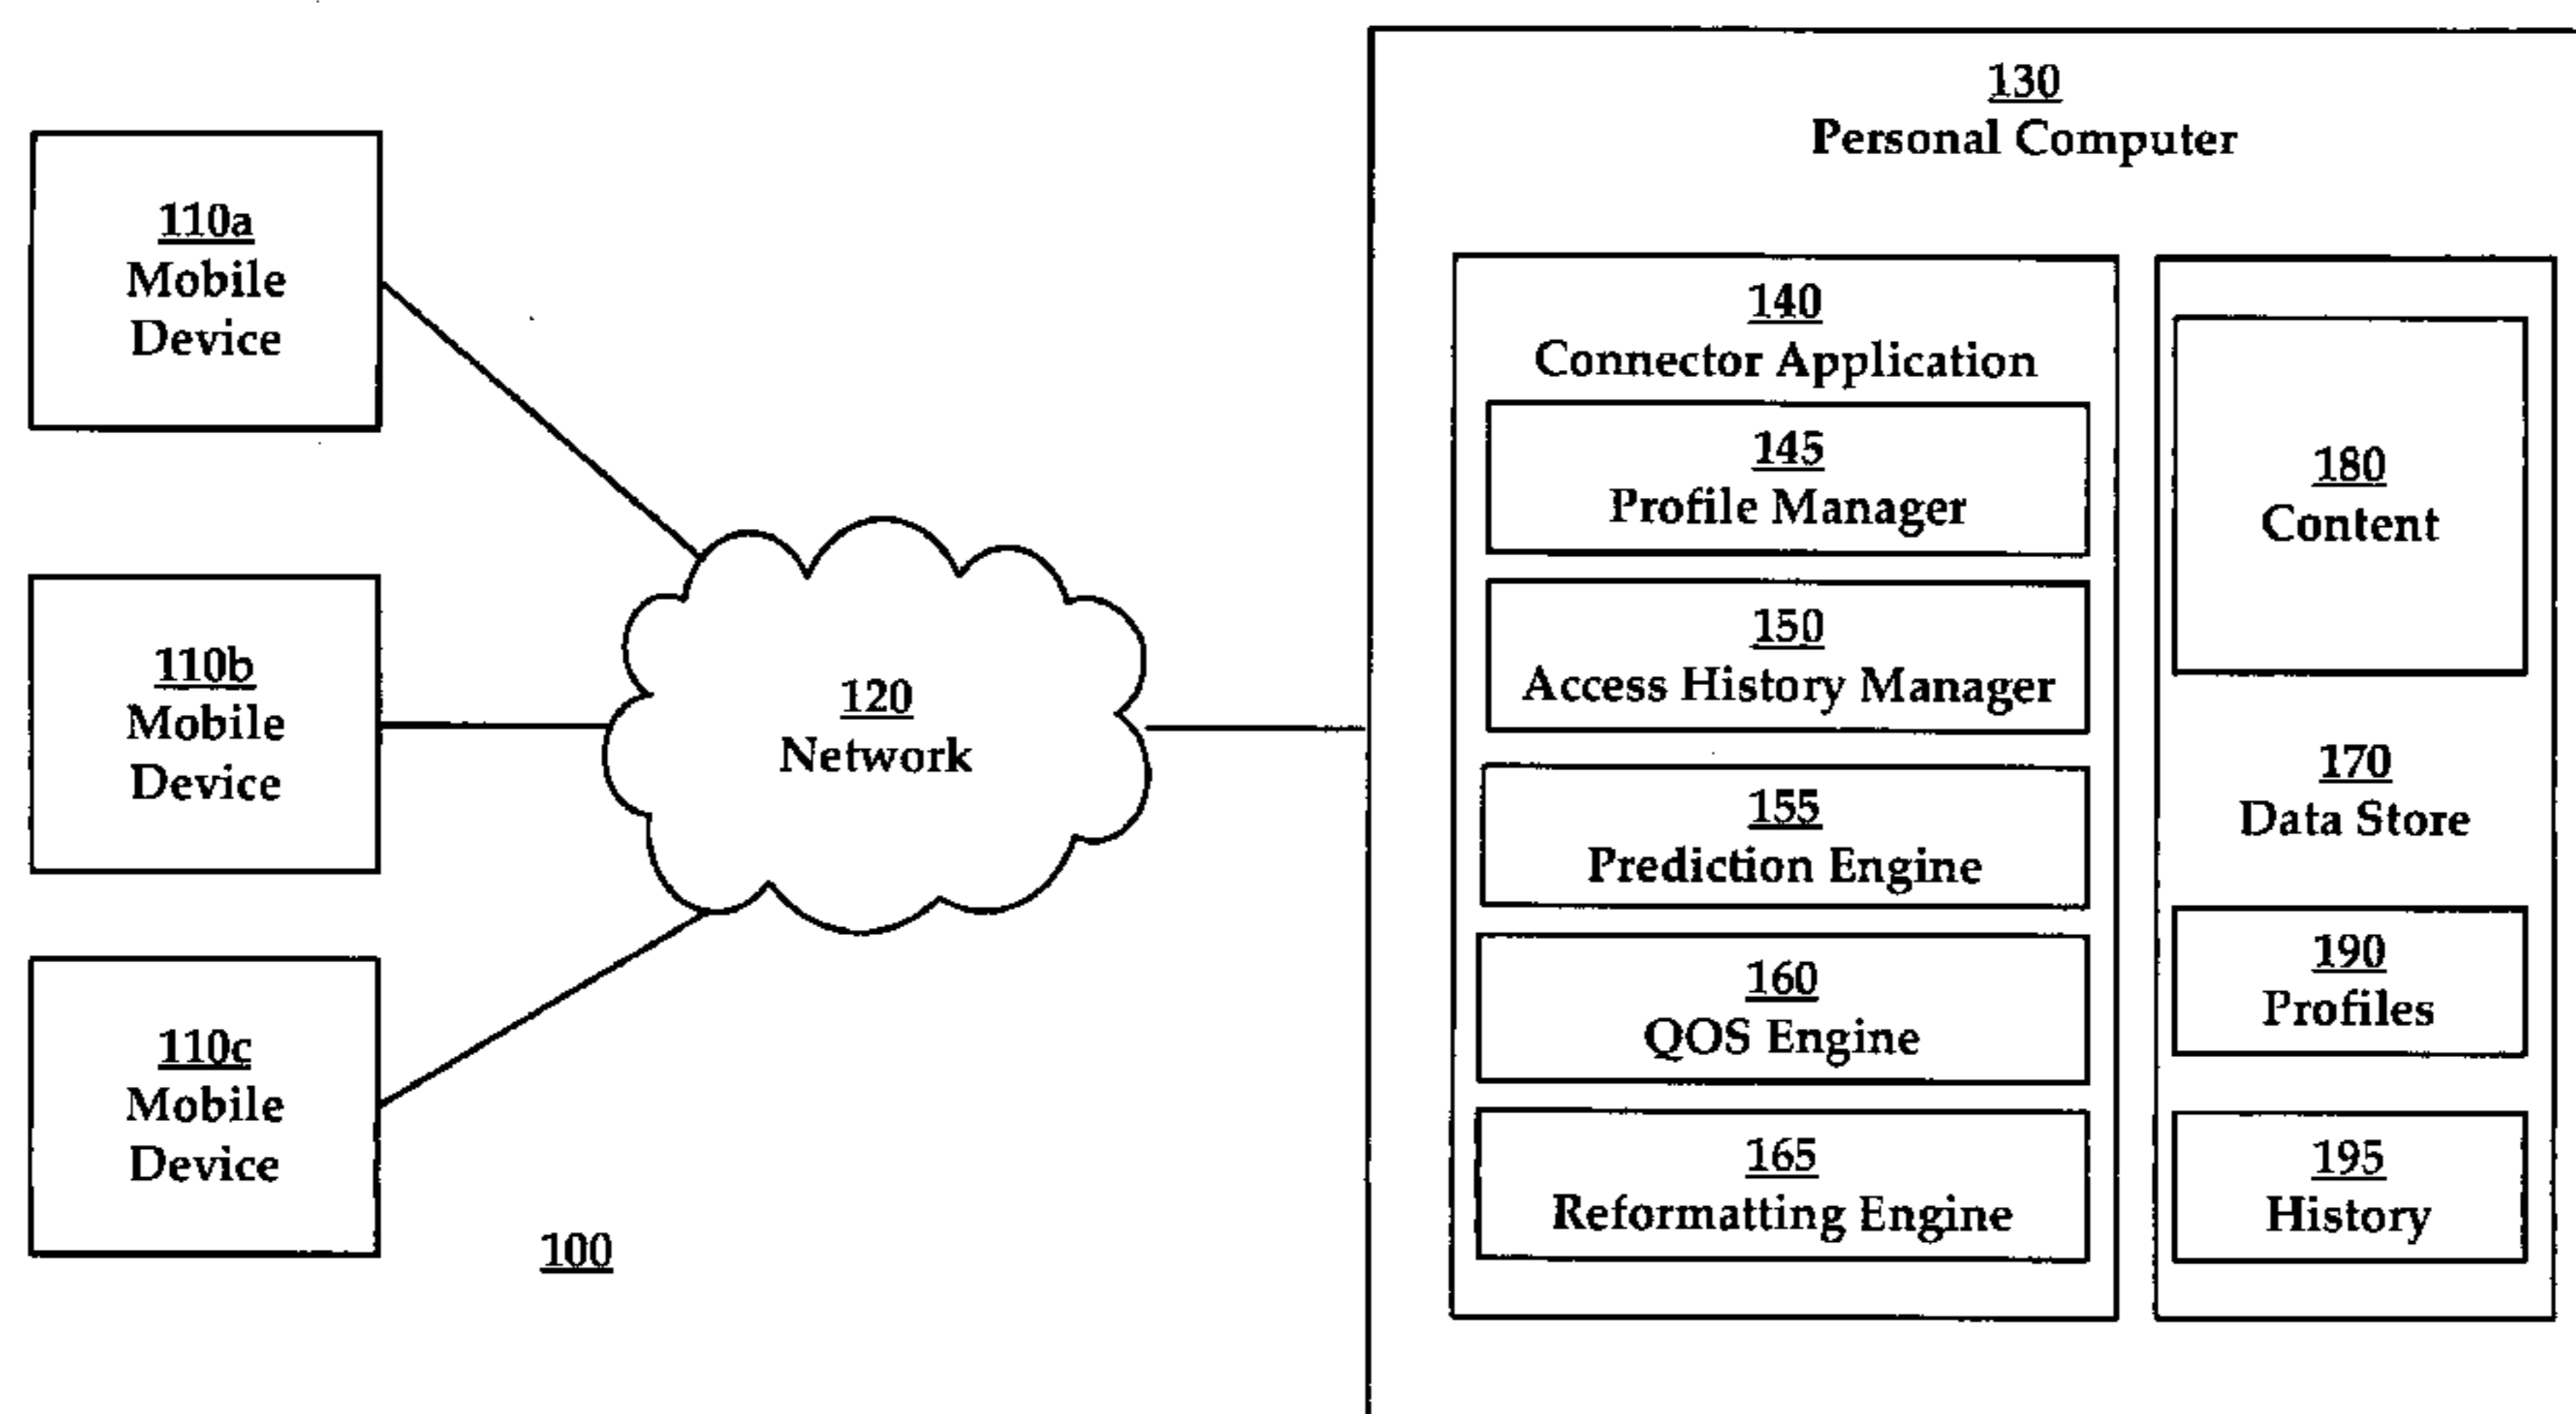 110a
Mobile
Device
110b
Mobile
Device
110c
Mobile
Device
100
120
Network
130
Personal Computer
140
Connector Application
145
Profile Manager
150
Access History Manager
155
Prediction Engine
160
QOS Engine
165
Reformatting Engine
180
Content
170
Data Store
190
Profiles
195
History